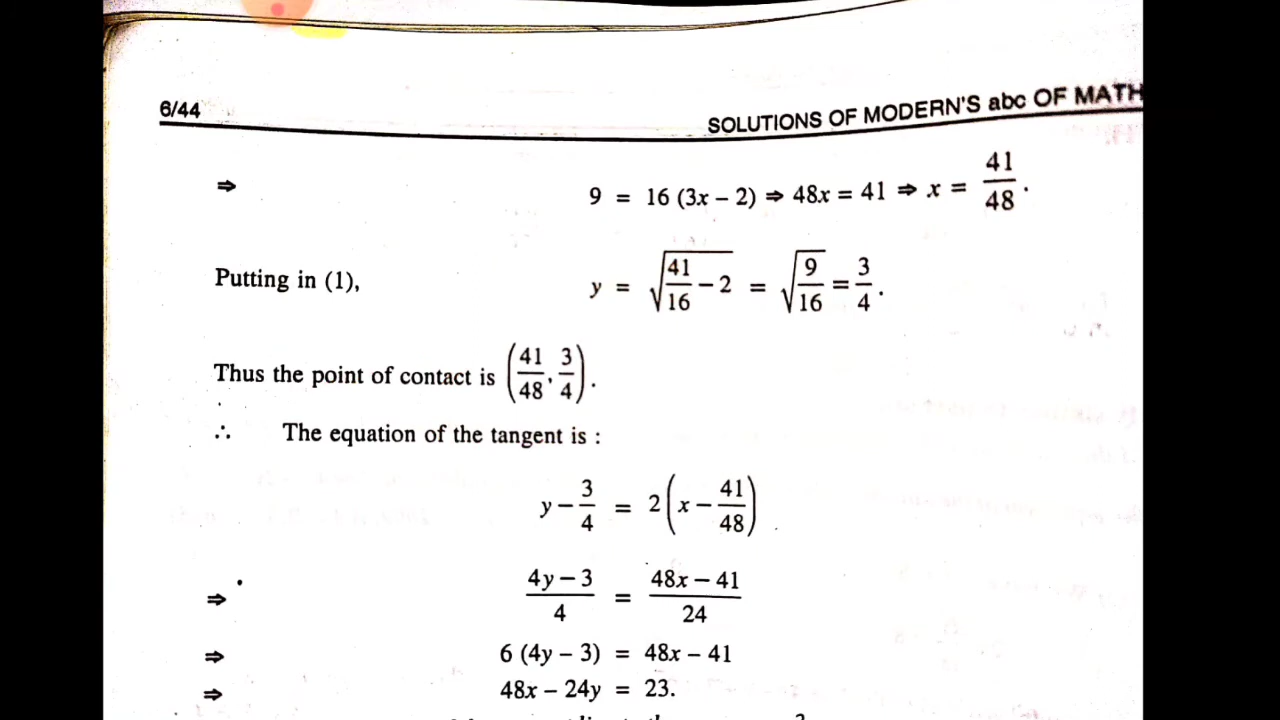 6/44
SOLUTIONS OF MODERN'S abc OF MATH
⇒ 9 = 16 (3x – 2) ⇒ 48x = 41 ⇒ x = 41/48.
Putting in (1), y = √(41/16 – 2) = √(9/16) = 3/4.
Thus the point of contact is (41/48, 3/4).
∴ The equation of the tangent is :
y – 3/4 = 2(x – 41/48)
⇒ (4y – 3)/4 = (48x – 41)/24
⇒ 6 (4y – 3) = 48x – 41
⇒ 48x – 24y = 23.